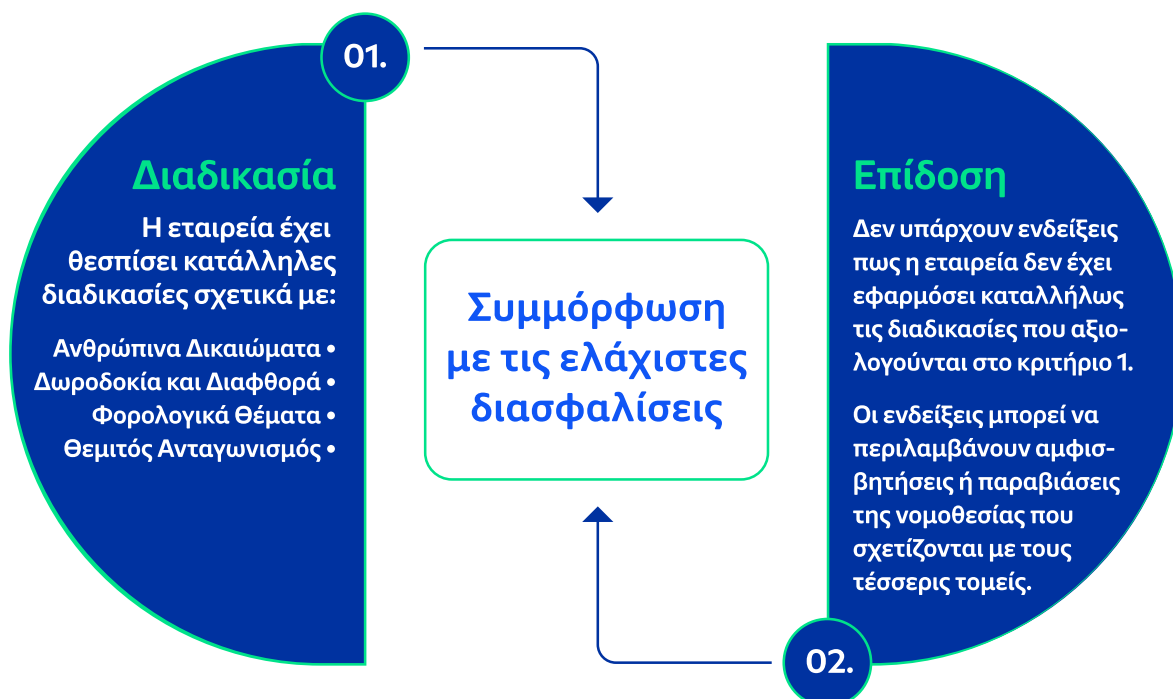 01.
Διαδικασία
Η εταιρεία έχει
θεσπίσει κατάλληλες
διαδικασίες σχετικά με:
Ανθρώπινα Δικαιώματα •
Δωροδοκία και Διαφθορά •
Φορολογικά Θέματα •
Θεμιτός Ανταγωνισμός •
Συμμόρφωση
με τις ελάχιστες
διασφαλίσεις
Επίδοση
Δεν υπάρχουν ενδείξεις
πως η εταιρεία δεν έχει
εφαρμόσει καταλλήλως
τις διαδικασίες που αξιο-
λογούνται στο κριτήριο 1.
Οι ενδείξεις μπορεί να
περιλαμβάνουν αμφισ-
βητήσεις ή παραβιάσεις
της νομοθεσίας που
σχετίζονται με τους
τέσσερις τομείς.
02.